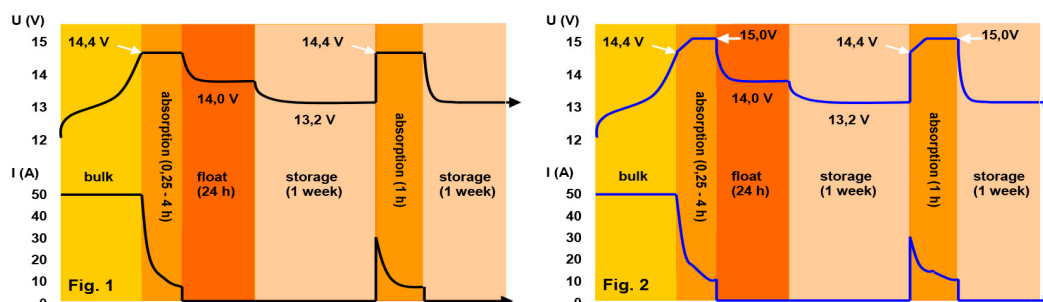 U (V)
15
14
13
12
I (A)
50
40
30
20
10
0
14,4 V
14,0 V
13,2 V
14,4 V
bulk
absorption (0,25 - 4 h)
float
(24 h)
storage
(1 week)
absorption (1 h)
storage
(1 week)
Fig. 1
U (V)
15
14
13
12
I (A)
50
40
30
20
10
0
14,4 V
15,0V
14,0 V
13,2 V
14,4 V
15,0V
bulk
absorption (0,25 - 4 h)
float
(24 h)
storage
(1 week)
absorption (1 h)
storage
(1 week)
Fig. 2